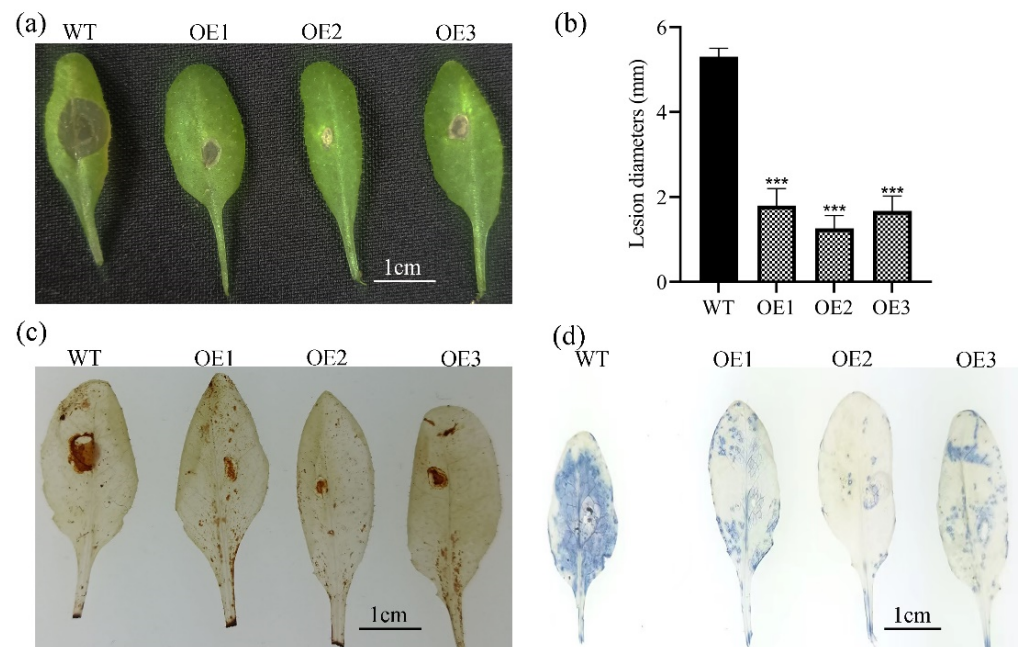 (a)
WT OE1 OE2 OE3
1cm
(b)
Lesion diameters (mm)
6
4
2
0
***
***
***
WT OE1 OE2 OE3
(c)
WT OE1 OE2 OE3
1cm
(d)
WT OE1 OE2 OE3
1cm